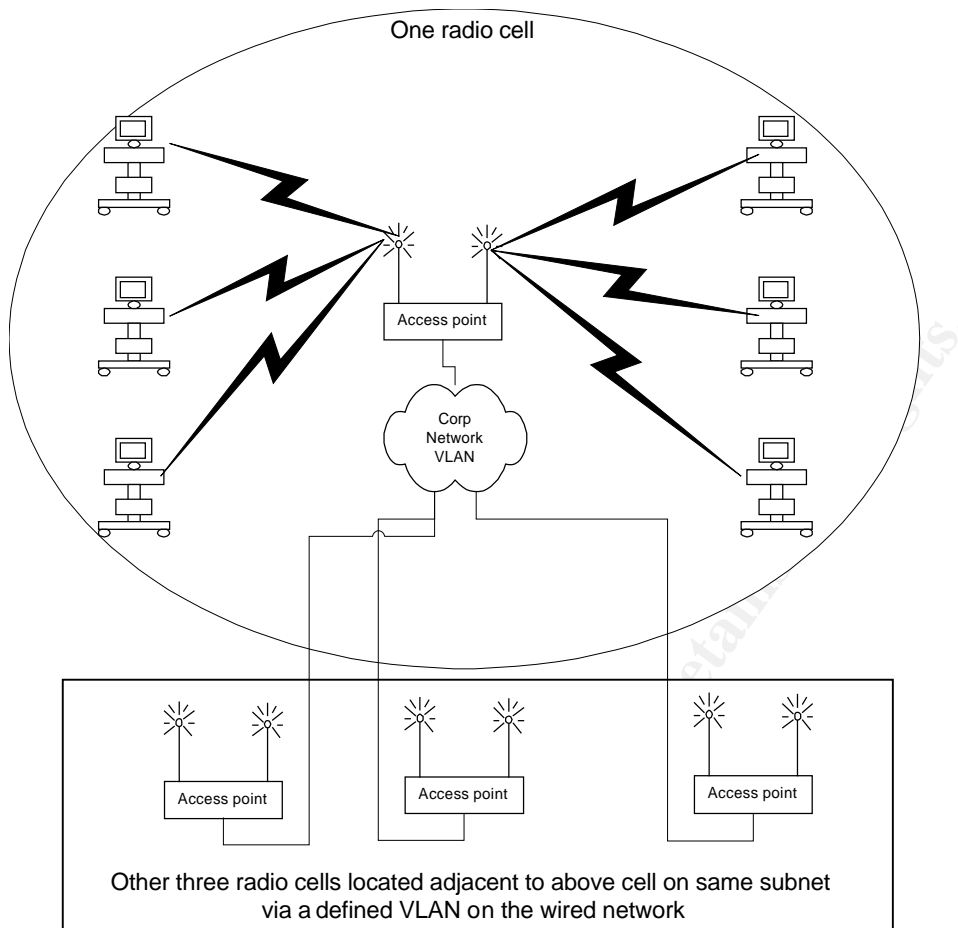 One radio cell
Access point
Corp
Network
VLAN
Access point
Access point
Access point
Other three radio cells located adjacent to above cell on same subnet
via a defined VLAN on the wired network